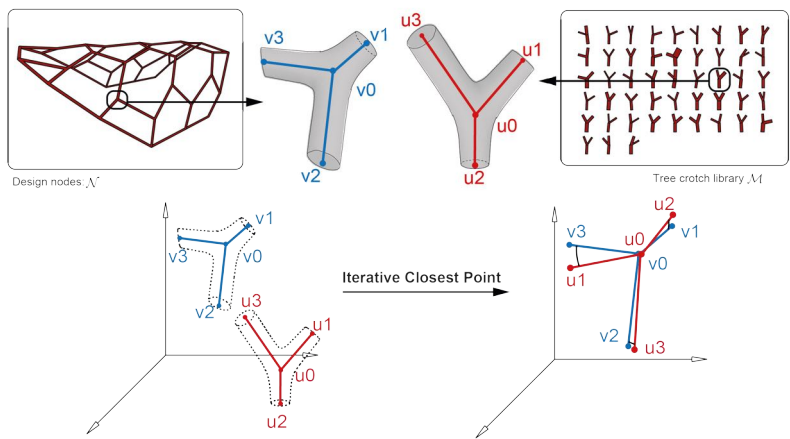 v3
v1
v0
v2
u3
u1
u0
u2
Design nodes: 𝒩
Tree crotch library ℳ
v1
v3
v0
v2
u3
u1
u0
u2
Iterative Closest Point
u2
v3
u0
v1
u1
v0
v2
u3